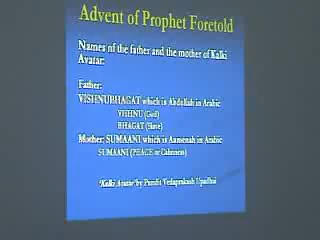 Advent of Prophet Foretold
Names of the father and the mother of Kalki
Avatar:
Father:
VISHNUBHAGAT which is Abdullah in Arabic
VISHNU (God)
BHAGAT (Slave)
Mother: SUMAANI which is Aamenah in Arabic
SUMAANI (PEACE or Calmness)
'Kalki Avatar' by Pundit Vedaprakash Upadhai